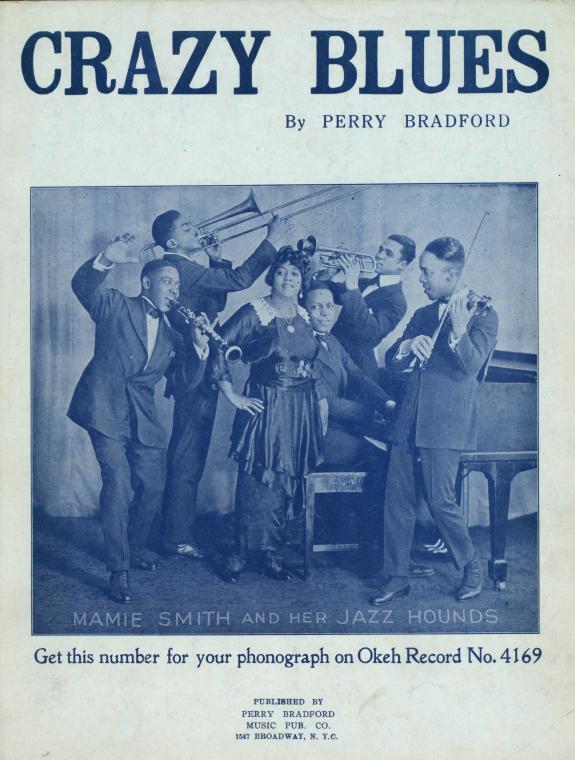 CRAZY BLUES
By PERRY BRADFORD
MAMIE SMITH AND HER JAZZ HOUNDS
Get this number for your phonograph on Okeh Record No. 4169
PUBLISHED BY
PERRY BRADFORD
MUSIC PUB. CO.
1547 BROADWAY, N. Y. C.